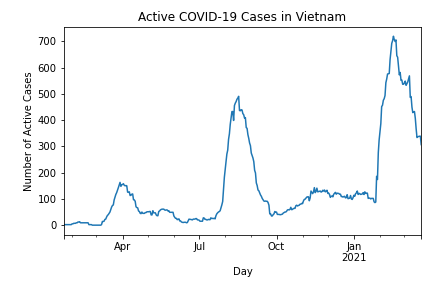 Active COVID-19 Cases in Vietnam
700
600
500
400
300
200
100
0
Number of Active Cases
Apr
Jul
Oct
Jan
2021
Day